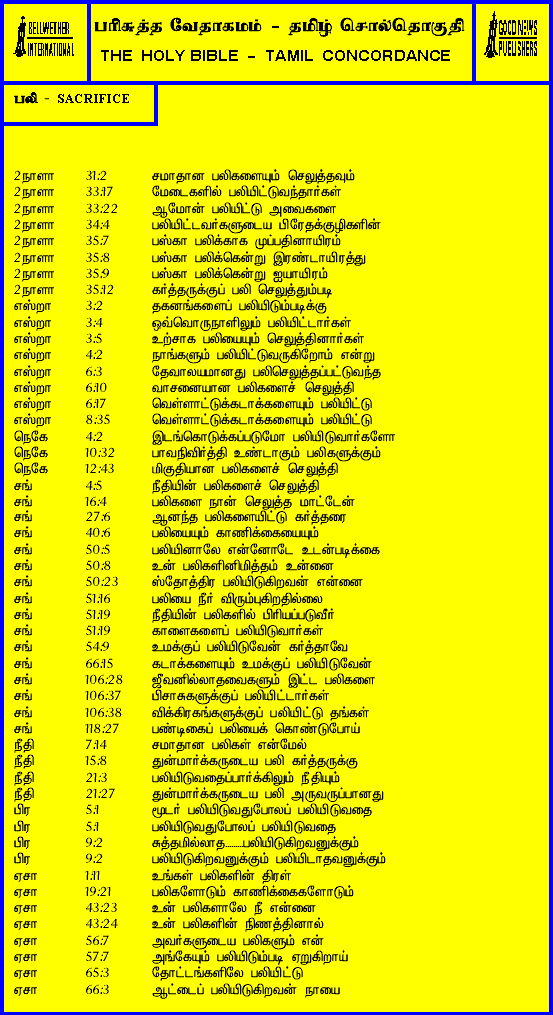 BELLWETHER
INTERNATIONAL
பரிசுத்த வேதாகமம் - தமிழ் சொல்தொகுதி
THE HOLY BIBLE - TAMIL CONCORDANCE
GOOD NEWS
PUBLISHERS
பலி - SACRIFICE
2நாளா 31:2 சமாதான பலிகளையும் செலுத்தவும்
2நாளா 33:17 மேடைகளில் பலியிட்டுவந்தார்கள்
2நாளா 33:22 ஆமோன் பலியிட்டு அவைகளை
2நாளா 34:4 பலியிட்டவர்களுடைய பிரேதக்குழிகளின்
2நாளா 35:7 பஸ்கா பலிக்காக முப்பதினாயிரம்
2நாளா 35:8 பஸ்கா பலிக்கென்று இரண்டாயிரத்து
2நாளா 35:9 பஸ்கா பலிக்கென்று ஐயாயிரம்
2நாளா 35:12 கர்த்தருக்குப் பலி செலுத்தும்படி
எஸ்றா 3:2 தகனங்களைப் பலியிடும்படிக்கு
எஸ்றா 3:4 ஒவ்வொருநாளிலும் பலியிட்டார்கள்
எஸ்றா 3:5 உற்சாக பலியையும் செலுத்தினார்கள்
எஸ்றா 4:2 நாங்களும் பலியிட்டுவருகிறோம் என்று
எஸ்றா 6:3 தேவாலயமானது பலிசெலுத்தப்பட்டுவந்த
எஸ்றா 6:10 வாசனையான பலிகளைச் செலுத்தி
எஸ்றா 6:17 வெள்ளாட்டுக்கடாக்களையும் பலியிட்டு
எஸ்றா 8:35 வெள்ளாட்டுக்கடாக்களையும் பலியிட்டு
நெகே 4:2 இடங்கொடுக்கப்படுமோ பலியிடுவார்களோ
நெகே 10:32 பாவநிவிர்த்தி உண்டாகும் பலிகளுக்கும்
நெகே 12:43 மிகுதியான பலிகளைச் செலுத்தி
சங் 4:5 நீதியின் பலிகளைச் செலுத்தி
சங் 16:4 பலிகளை நான் செலுத்த மாட்டேன்
சங் 27:6 ஆனந்த பலிகளையிட்டு கர்த்தரை
சங் 40:6 பலியையும் காணிக்கையையும்
சங் 50:5 பலியினாலே என்னோடே உடன்படிக்கை
சங் 50:8 உன் பலிகளினிமித்தம் உன்னை
சங் 50:23 ஸ்தோத்திர பலியிடுகிறவன் என்னை
சங் 51:16 பலியை நீர் விரும்புகிறதில்லை
சங் 51:19 நீதியின் பலிகளில் பிரியப்படுவீர்
சங் 51:19 காளைகளைப் பலியிடுவார்கள்
சங் 54:9 உமக்குப் பலியிடுவேன் கர்த்தாவே
சங் 66:15 கடாக்களையும் உமக்குப் பலியிடுவேன்
சங் 106:28 ஜீவனில்லாதவைகளும் இட்ட பலிகளை
சங் 106:37 பிசாசுகளுக்குப் பலியிட்டார்கள்
சங் 106:38 விக்கிரகங்களுக்குப் பலியிட்டு தங்கள்
சங் 118:27 பண்டிகைப் பலியைக் கொண்டுபோய்
நீதி 7:14 சமாதான பலிகள் என்மேல்
நீதி 15:8 துன்மார்க்கருடைய பலி கர்த்தருக்கு
நீதி 21:3 பலியிடுவதைப்பார்க்கிலும் நீதியும்
நீதி 21:27 துன்மார்க்கருடைய பலி அருவருப்பானது
பிர 5:1 மூடர் பலியிடுவதுபோலப் பலியிடுவதை
பிர 5:1 பலியிடுவதுபோலப் பலியிடுவதை
பிர 9:2 சுத்தமில்லாத.........பலியிடுகிறவனுக்கும்
பிர 9:2 பலியிடுகிறவனுக்கும் பலியிடாதவனுக்கும்
ஏசா 1:11 உங்கள் பலிகளின் திரள்
ஏசா 19:21 பலிகளோடும் காணிக்கைகளோடும்
ஏசா 43:23 உன் பலிகளாலே நீ என்னை
ஏசா 43:24 உன் பலிகளின் நிணத்தினால்
ஏசா 56:7 அவர்களுடைய பலிகளும் என்
ஏசா 57:7 அங்கேயும் பலியிடும்படி ஏறுகிறாய்
ஏசா 65:3 தோட்டங்களிலே பலியிட்டு
ஏசா 66:3 ஆட்டைப் பலியிடுகிறவன் நாயை